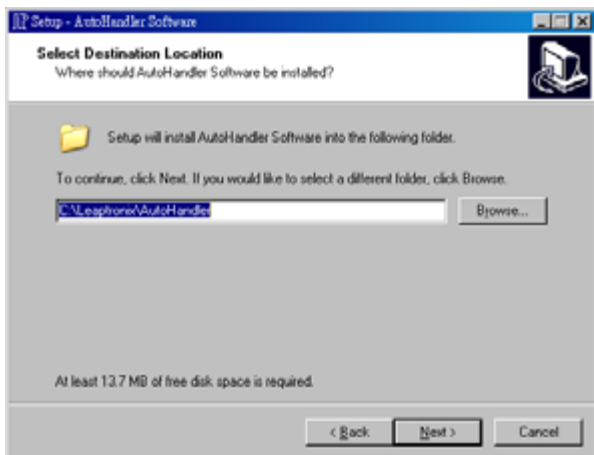 Setup - AutoHandler Software
Select Destination Location
Where should AutoHandler Software be installed?
Setup will install AutoHandler Software into the following folder.
To continue, click Next. If you would like to select a different folder, click Browse.
C:\Leaptronix\AutoHandler
Browse...
At least 13.7 MB of free disk space is required.
< Back
Next >
Cancel